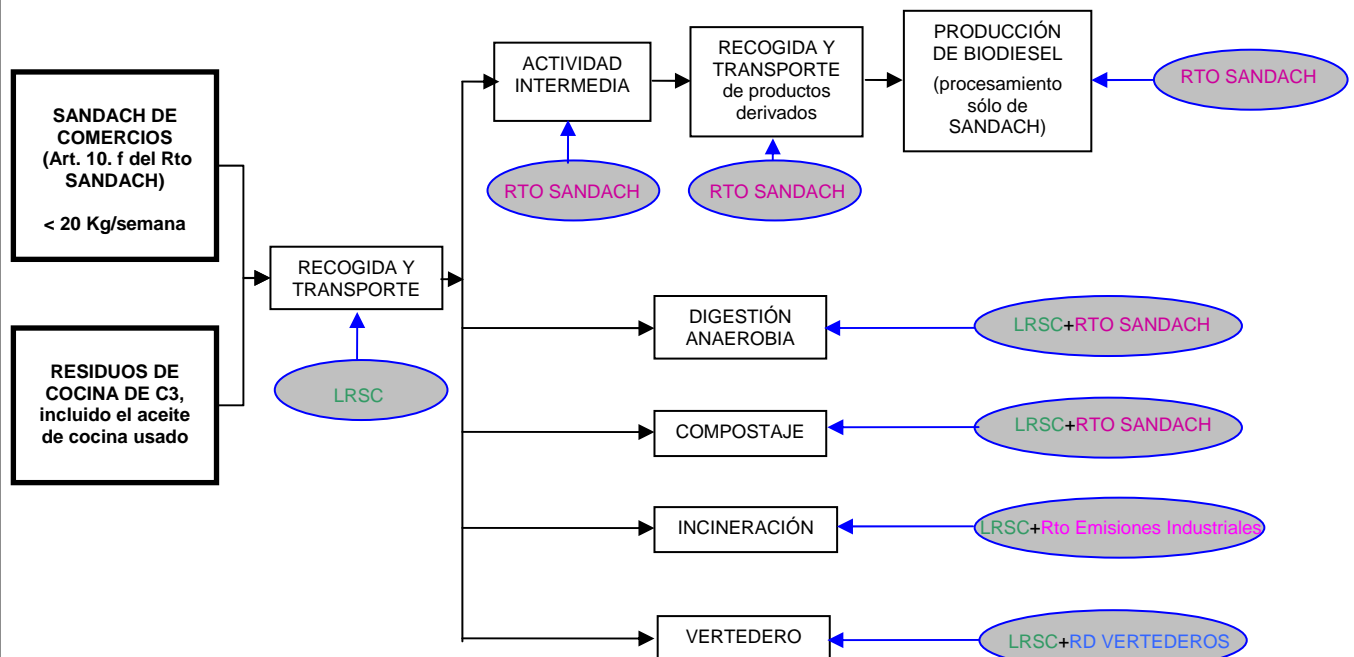 SANDACH DE
COMERCIOS
(Art. 10. f del Rto
SANDACH)
< 20 Kg/semana
RESIDUOS DE
COCINA DE C3,
incluido el aceite
de cocina usado
RECOGIDA Y
TRANSPORTE
LRSC
ACTIVIDAD
INTERMEDIA
RTO SANDACH
RECOGIDA Y
TRANSPORTE
de productos
derivados
RTO SANDACH
PRODUCCIÓN
DE BIODIESEL
(procesamiento
sólo de
SANDACH)
RTO SANDACH
DIGESTIÓN
ANAEROBIA
LRSC+RTO SANDACH
COMPOSTAJE
LRSC+RTO SANDACH
INCINERACIÓN
LRSC+Rto Emisiones Industriales
VERTEDERO
LRSC+RD VERTEDEROS